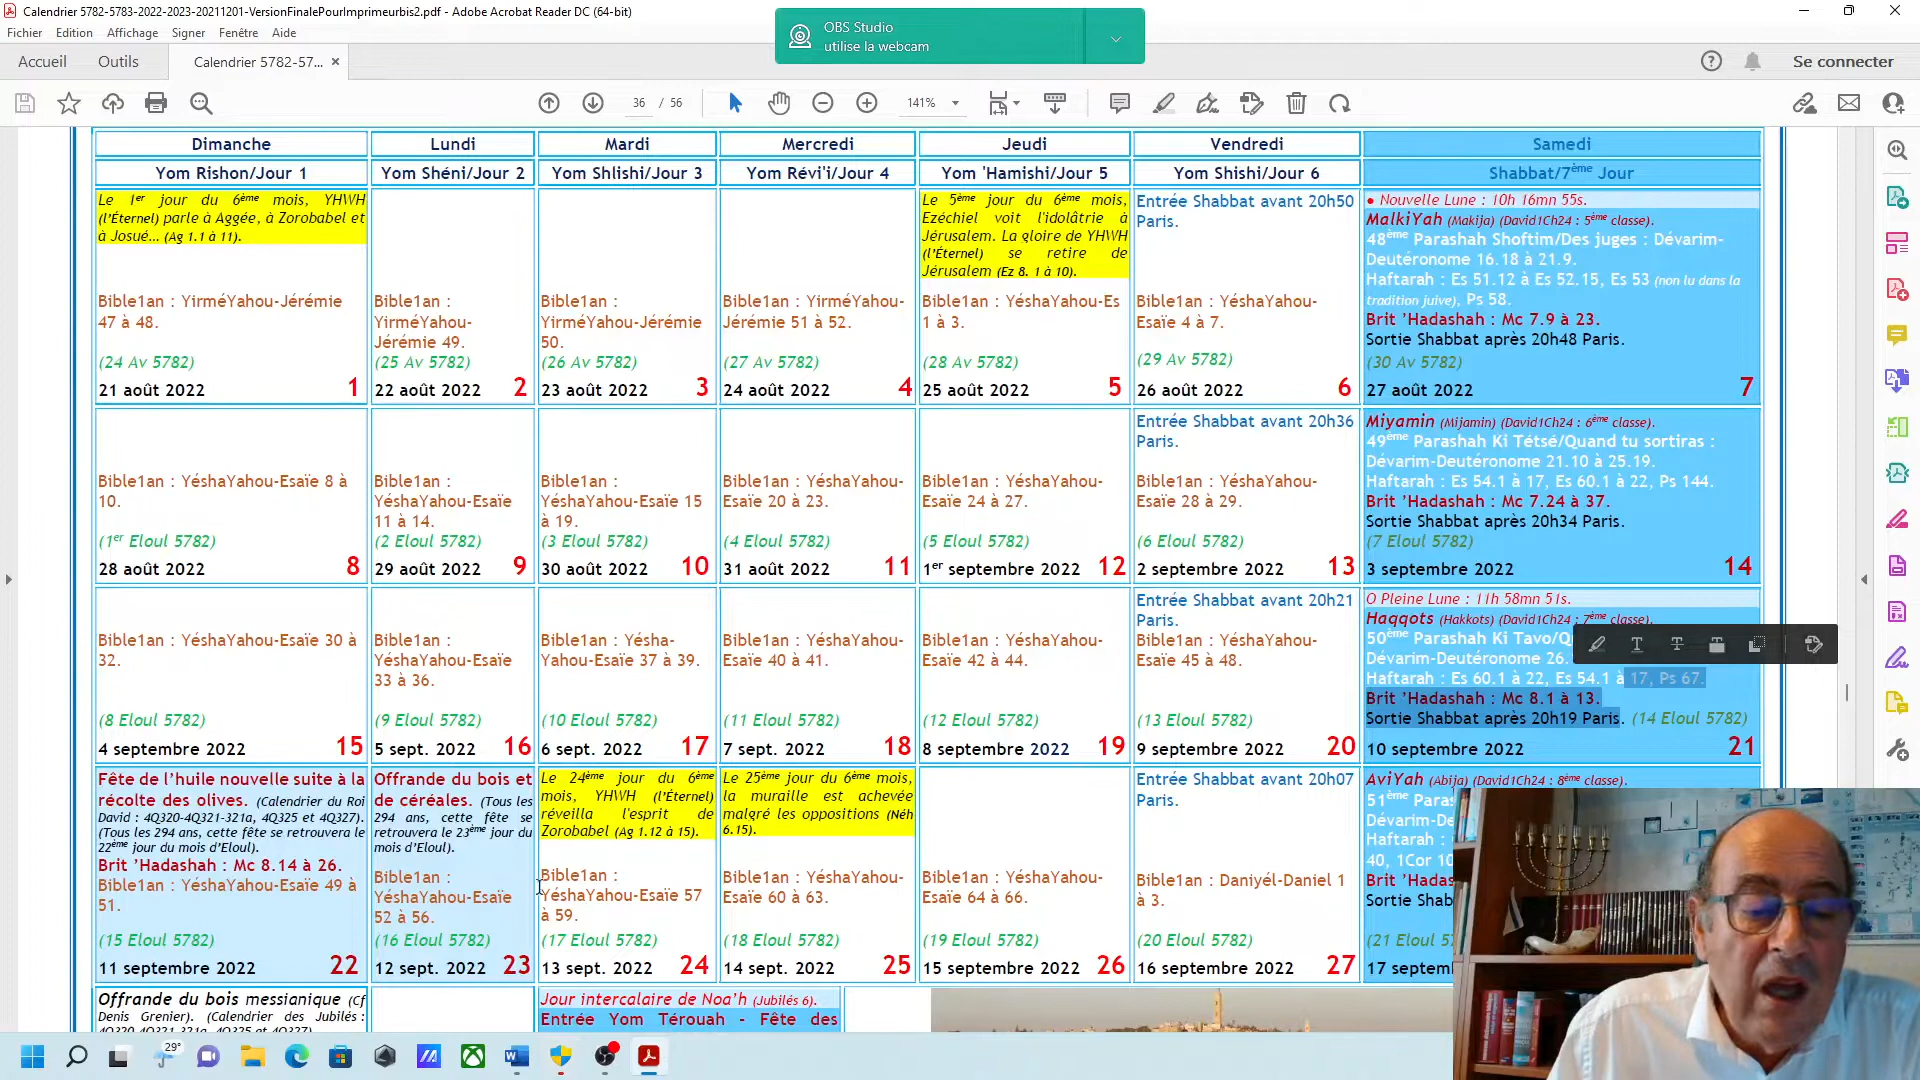 Calendrier 5782-5783-2022-2023-20211201-VersionFinalePourImprimeurbis2.pdf - Adobe Acrobat Reader DC (64-bit)
OBS Studio
utilise la webcam
Fichier Edition Affichage Signer Fenêtre Aide
Accueil Outils Calendrier 5782-57... × Se connecter
36 / 56 141%
Dimanche Lundi Mardi Mercredi Jeudi Vendredi Samedi
Yom Rishon/Jour 1 Yom Shéni/Jour 2 Yom Shlishi/Jour 3 Yom Révi'i/Jour 4 Yom 'Hamishi/Jour 5 Yom Shishi/Jour 6 Shabbat/7ème Jour
Le 1er jour du 6ème mois, YHWH
(l'Éternel) parle à Aggée, à Zorobabel et
à Josué... (Ag 1.1 à 11).
Bible1an : YirméYahou-Jérémie
47 à 48.
(24 Av 5782)
21 août 2022 1
Bible1an :
YirméYahou-
Jérémie 49.
(25 Av 5782)
22 août 2022 2
Bible1an :
YirméYahou-Jérémie
50.
(26 Av 5782)
23 août 2022 3
Bible1an : YirméYahou-
Jérémie 51 à 52.
(27 Av 5782)
24 août 2022 4
Le 5ème jour du 6ème mois,
Ezéchiel voit l'idolâtrie à
Jérusalem. La gloire de YHWH
(l'Éternel) se retire de
Jérusalem (Ez 8. 1 à 10).
Bible1an : YéshaYahou-Es
1 à 3.
(28 Av 5782)
25 août 2022 5
Entrée Shabbat avant 20h50
Paris.
Bible1an : YéshaYahou-
Esaïe 4 à 7.
(29 Av 5782)
26 août 2022 6
● Nouvelle Lune : 10h 16mn 55s.
MalkiYah (Makija) (David1Ch24 : 5ème classe).
48ème Parashah Shoftim/Des juges : Dévarim-
Deutéronome 16.18 à 21.9.
Haftarah : Es 51.12 à Es 52.15, Es 53 (non lu dans la
tradition juive), Ps 58.
Brit 'Hadashah : Mc 7.9 à 23.
Sortie Shabbat après 20h48 Paris.
(30 Av 5782)
27 août 2022 7
Bible1an : YéshaYahou-Esaïe 8 à
10.
(1er Eloul 5782)
28 août 2022 8
Bible1an :
YéshaYahou-Esaïe
11 à 14.
(2 Eloul 5782)
29 août 2022 9
Bible1an :
YéshaYahou-Esaïe 15
à 19.
(3 Eloul 5782)
30 août 2022 10
Bible1an : YéshaYahou-
Esaïe 20 à 23.
(4 Eloul 5782)
31 août 2022 11
Bible1an : YéshaYahou-
Esaïe 24 à 27.
(5 Eloul 5782)
1er septembre 2022 12
Entrée Shabbat avant 20h36
Paris.
Bible1an : YéshaYahou-
Esaïe 28 à 29.
(6 Eloul 5782)
2 septembre 2022 13
Miyamin (Mijamin) (David1Ch24 : 6ème classe).
49ème Parashah Ki Tétsé/Quand tu sortiras :
Dévarim-Deutéronome 21.10 à 25.19.
Haftarah : Es 54.1 à 17, Es 60.1 à 22, Ps 144.
Brit 'Hadashah : Mc 7.24 à 37.
Sortie Shabbat après 20h34 Paris.
(7 Eloul 5782)
3 septembre 2022 14
Bible1an : YéshaYahou-Esaïe 30 à
32.
(8 Eloul 5782)
4 septembre 2022 15
Bible1an :
YéshaYahou-Esaïe
33 à 36.
(9 Eloul 5782)
5 sept. 2022 16
Bible1an : Yésha-
Yahou-Esaïe 37 à 39.
(10 Eloul 5782)
6 sept. 2022 17
Bible1an : YéshaYahou-
Esaïe 40 à 41.
(11 Eloul 5782)
7 sept. 2022 18
Bible1an : YéshaYahou-
Esaïe 42 à 44.
(12 Eloul 5782)
8 septembre 2022 19
Entrée Shabbat avant 20h21
Paris.
Bible1an : YéshaYahou-
Esaïe 45 à 48.
(13 Eloul 5782)
9 septembre 2022 20
O Pleine Lune : 11h 58mn 51s.
Haqqots (Hakkots) (David1Ch24 : 7ème classe).
50ème Parashah Ki Tavo/Q
Dévarim-Deutéronome 26.
Haftarah : Es 60.1 à 22, Es 54.1 à 17, Ps 67.
Brit 'Hadashah : Mc 8.1 à 13.
Sortie Shabbat après 20h19 Paris. (14 Eloul 5782)
10 septembre 2022 21
Fête de l'huile nouvelle suite à la
récolte des olives. (Calendrier du Roi
David : 4Q320-4Q321-321a, 4Q325 et 4Q327).
(Tous les 294 ans, cette fête se retrouvera le
22ème jour du mois d'Eloul).
Brit 'Hadashah : Mc 8.14 à 26.
Bible1an : YéshaYahou-Esaïe 49 à
51.
(15 Eloul 5782)
11 septembre 2022 22
Offrande du bois et
de céréales. (Tous les
294 ans, cette fête se
retrouvera le 23ème jour du
mois d'Eloul).
Bible1an :
YéshaYahou-Esaïe
52 à 56.
(16 Eloul 5782)
12 sept. 2022 23
Le 24ème jour du 6ème
mois, YHWH (l'Éternel)
réveilla l'esprit de
Zorobabel (Ag 1.12 à 15).
Bible1an :
YéshaYahou-Esaïe 57
à 59.
(17 Eloul 5782)
13 sept. 2022 24
Le 25ème jour du 6ème mois,
la muraille est achevée
malgré les oppositions (Néh
6.15).
Bible1an : YéshaYahou-
Esaïe 60 à 63.
(18 Eloul 5782)
14 sept. 2022 25
Bible1an : YéshaYahou-
Esaïe 64 à 66.
(19 Eloul 5782)
15 septembre 2022 26
Entrée Shabbat avant 20h07
Paris.
Bible1an : Daniyél-Daniel 1
à 3.
(20 Eloul 5782)
16 septembre 2022 27
AviYah (Abija) (David1Ch24 : 8ème classe).
51ème Paras
Dévarim-De
Haftarah :
40, 1Cor 10
Brit 'Hada
Sortie Shab
(21 Eloul 5
17 septem
Offrande du bois messianique (Cf
Denis Grenier). (Calendrier des Jubilés :
4Q320-4Q321-321a, 4Q325 et 4Q327)
Jour intercalaire de Noa'h (Jubilés 6).
Entrée Yom Térouah - Fête des
29°